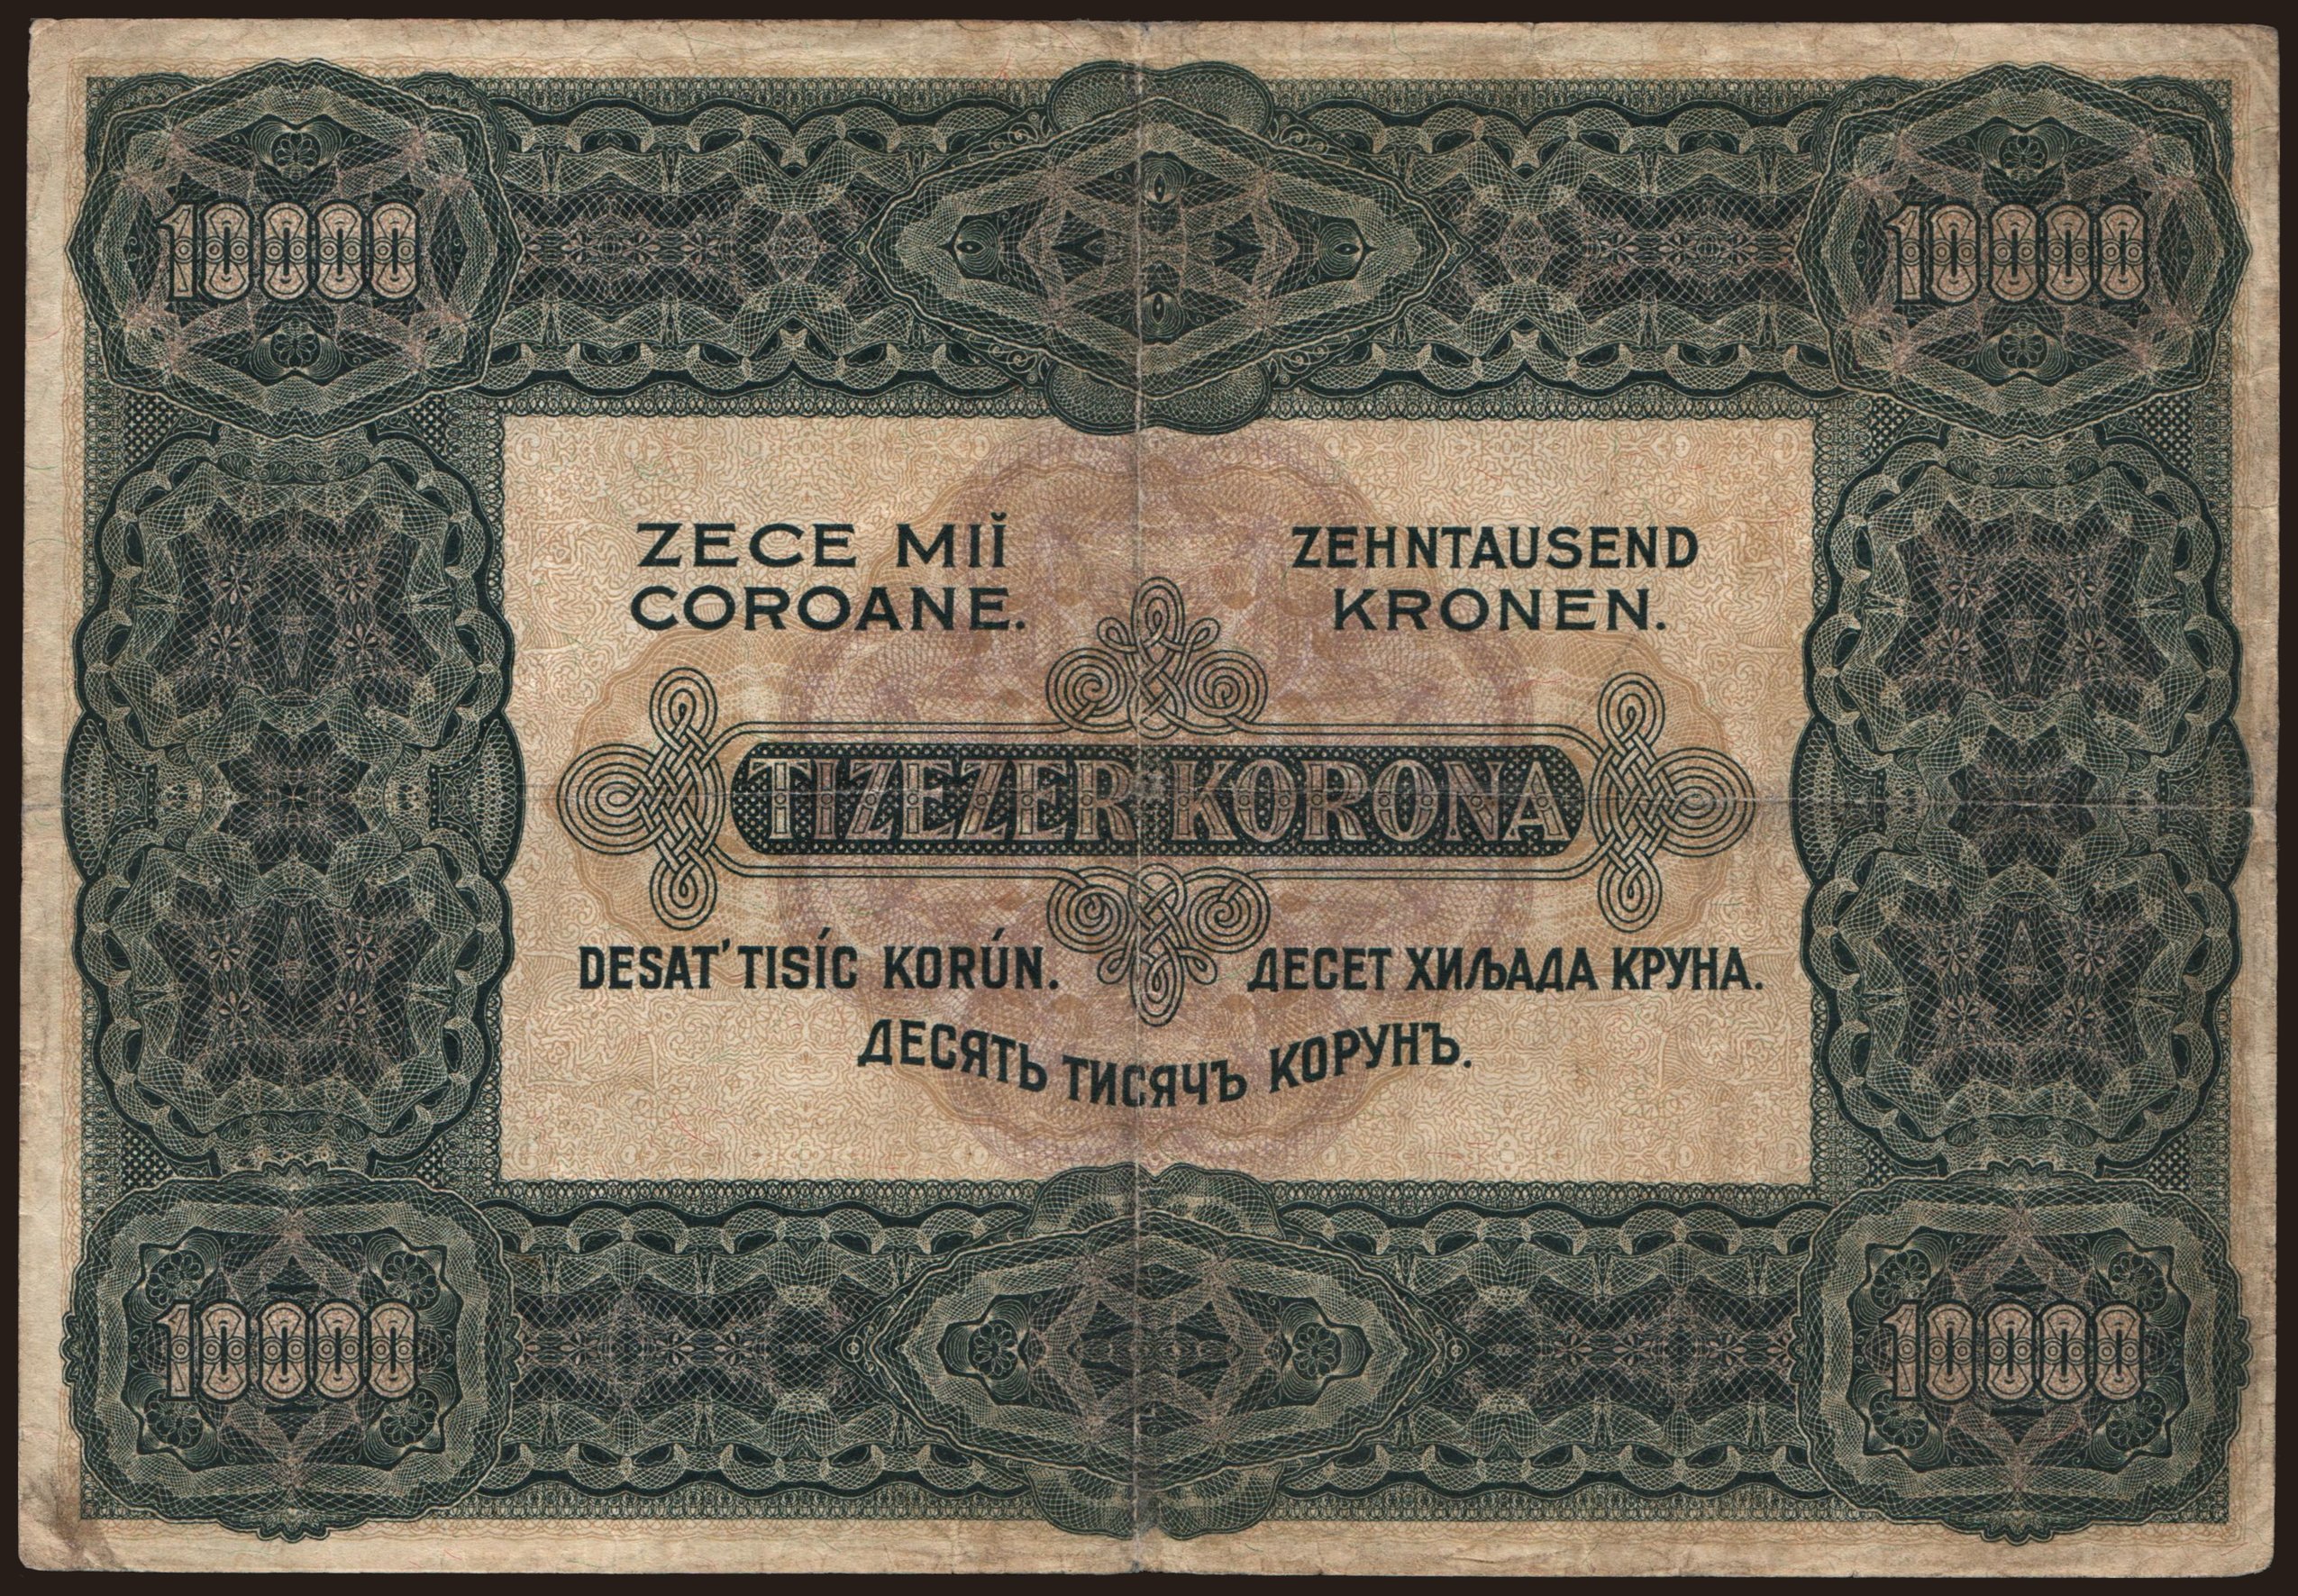 10000
10000
ZECE MIĬ
COROANE.
ZEHNTAUSEND
KRONEN.
TIZEZER KORONA
DESAT' TISÍC KORÚN.
ДЕСЕТ ХИЉАДА КРУНА.
ДЕСЯТЬ ТИСЯЧЪ КОРУНЪ.
10000
10000